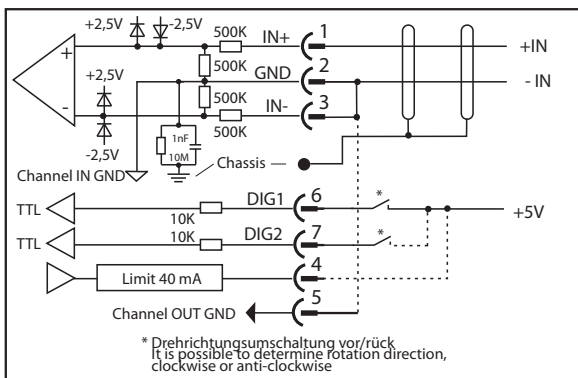 +2,5V -2,5V
500K IN+ 1 +IN
+
500K GND 2 - IN
+2,5V
500K IN- 3
-
500K
1nF
10M
-2,5V
Chassis
Channel IN GND
TTL 10K DIG1 6 * +5V
TTL 10K DIG2 7 *
Limit 40 mA 4
Channel OUT GND 5
* Drehrichtungsumschaltung vor/rück
It is possible to determine rotation direction,
clockwise or anti-clockwise